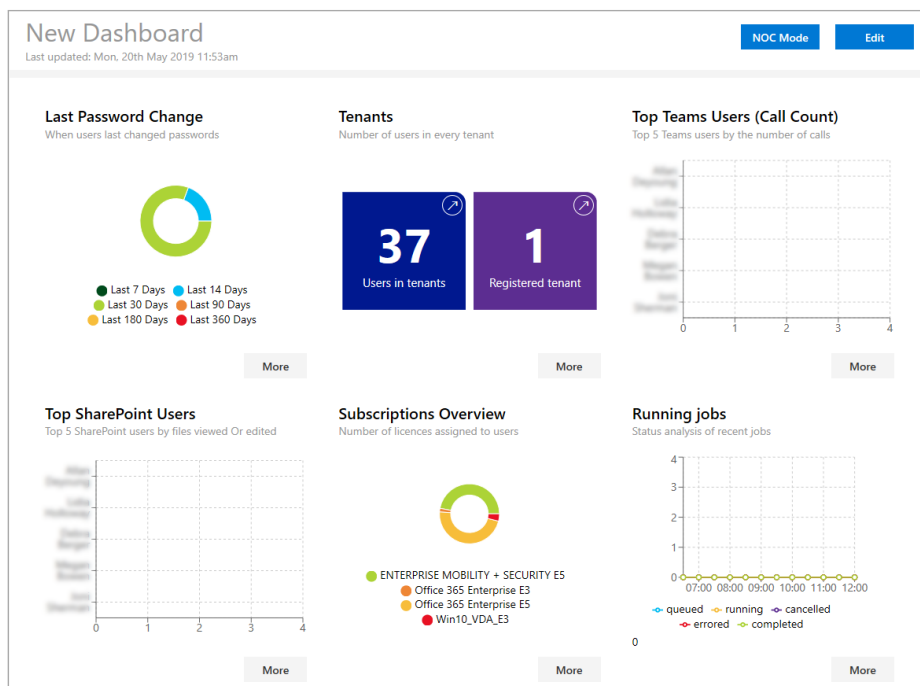 New Dashboard
Last updated: Mon, 20th May 2019 11:53am
NOC Mode
Edit
Last Password Change
When users last changed passwords
Last 7 Days
Last 14 Days
Last 30 Days
Last 90 Days
Last 180 Days
Last 360 Days
More
Tenants
Number of users in every tenant
37
Users in tenants
1
Registered tenant
More
Top Teams Users (Call Count)
Top 5 Teams users by the number of calls
0 1 2 3 4
More
Top SharePoint Users
Top 5 SharePoint users by files viewed Or edited
0 1 2 3 4
More
Subscriptions Overview
Number of licences assigned to users
ENTERPRISE MOBILITY + SECURITY E5
Office 365 Enterprise E3
Office 365 Enterprise E5
Win10_VDA_E3
More
Running jobs
Status analysis of recent jobs
4
3
2
1
0
07:00 08:00 09:00 10:00 11:00 12:00
queued running cancelled
errored completed
0
More